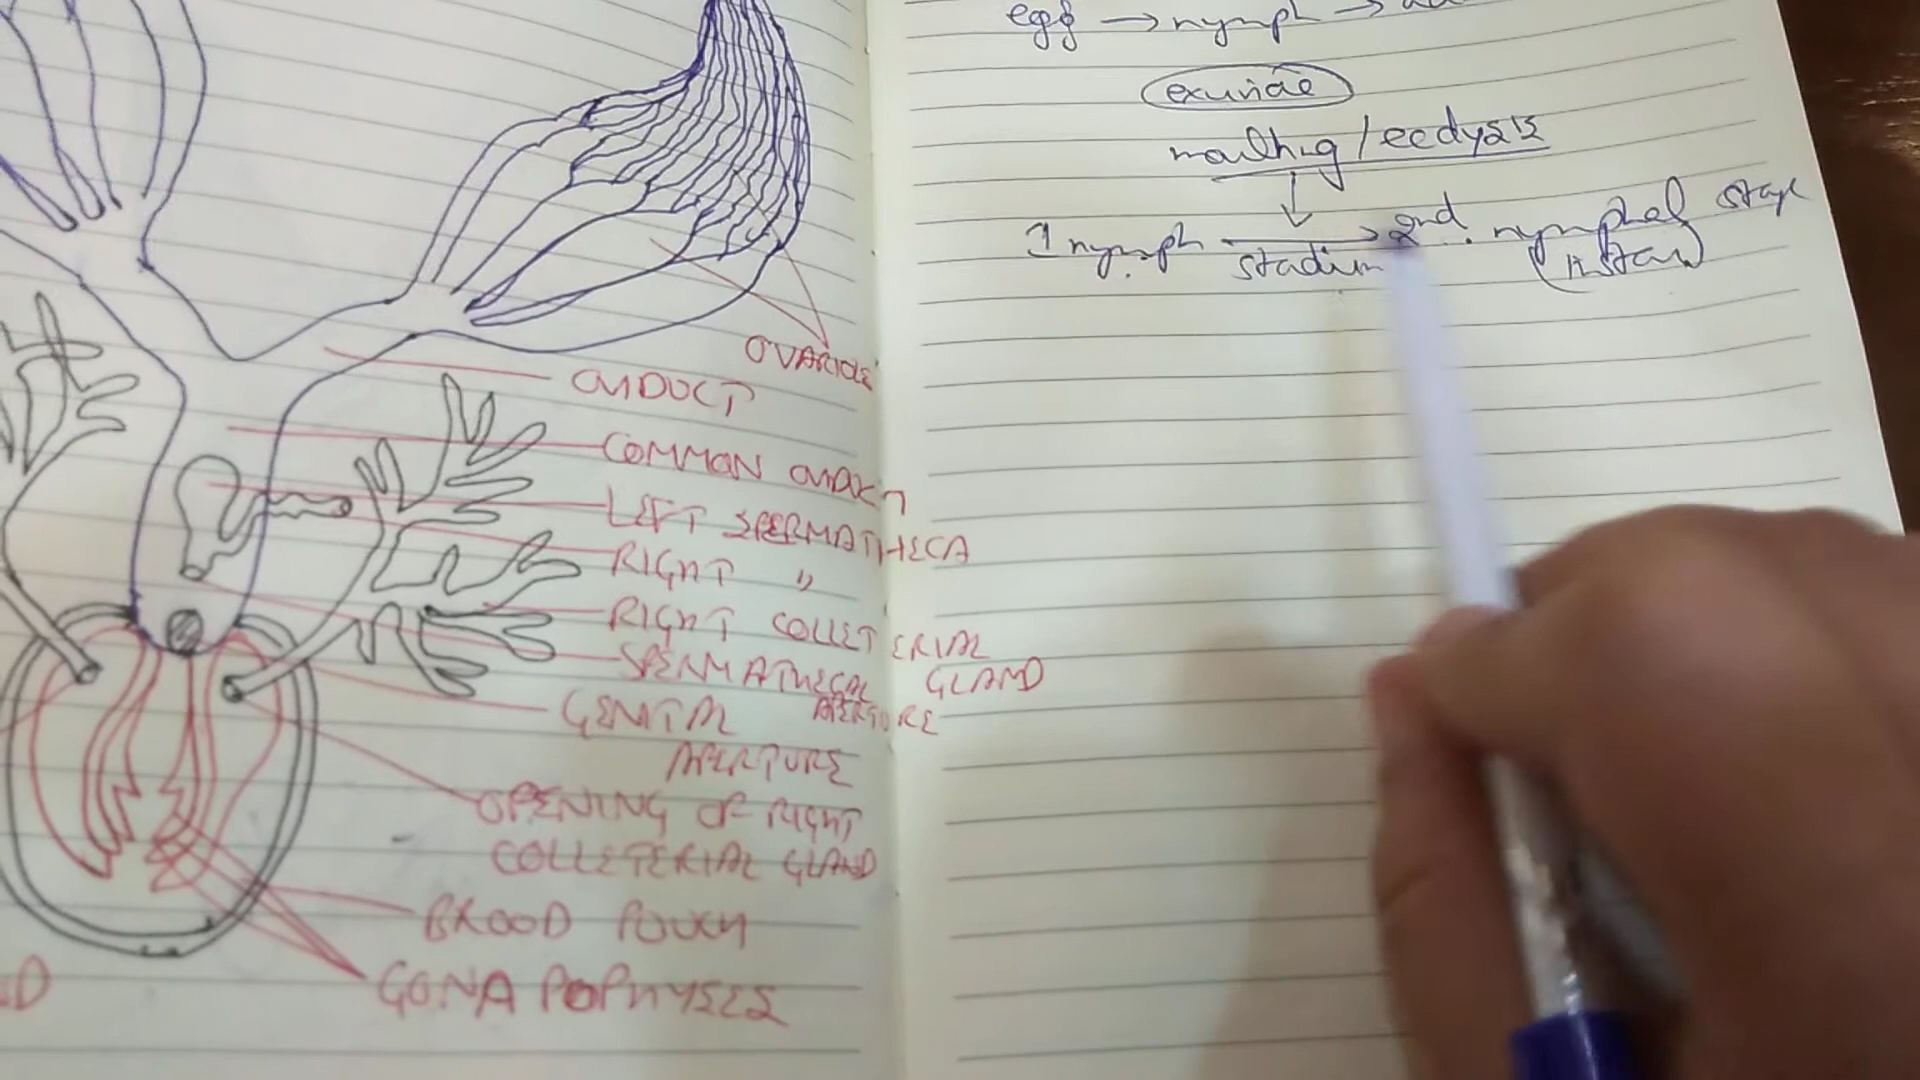 OVARIOLE
OVIDUCT
COMMON OVIDUCT
LEFT SPERMATHECA
RIGHT "
RIGHT COLLETERIAL
GLAND
SPERMATHECAL
APERTURE
GENITAL
APERTURE
OPENING OF RIGHT
COLLETERIAL GLAND
BROOD POUCH
GONAPOPHYSES
egg → nymph →
exuviae
moulting / ecdysis
1 nymph → 2nd nymphal stage
stadium (instar)